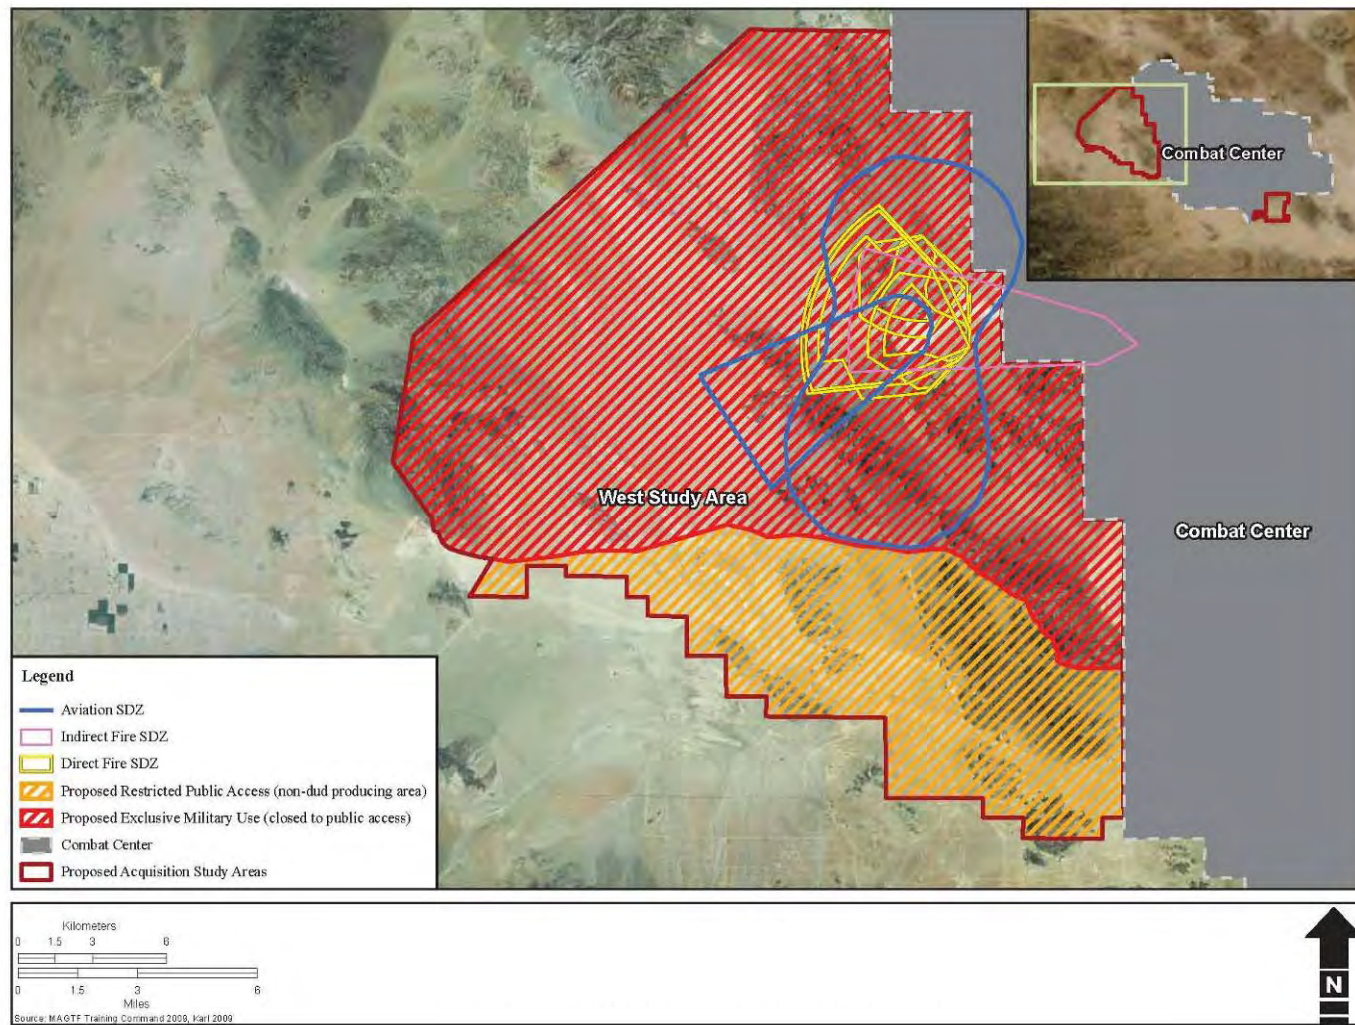 Combat Center
West Study Area
Combat Center
Legend
Aviation SDZ
Indirect Fire SDZ
Direct Fire SDZ
Proposed Restricted Public Access (non-dud producing area)
Proposed Exclusive Military Use (closed to public access)
Combat Center
Proposed Acquisition Study Areas
Kilometers
0 1.5 3 6
0 1.5 3 6
Miles
Source: MAGTF Training Command 2008, Karl 2009
N